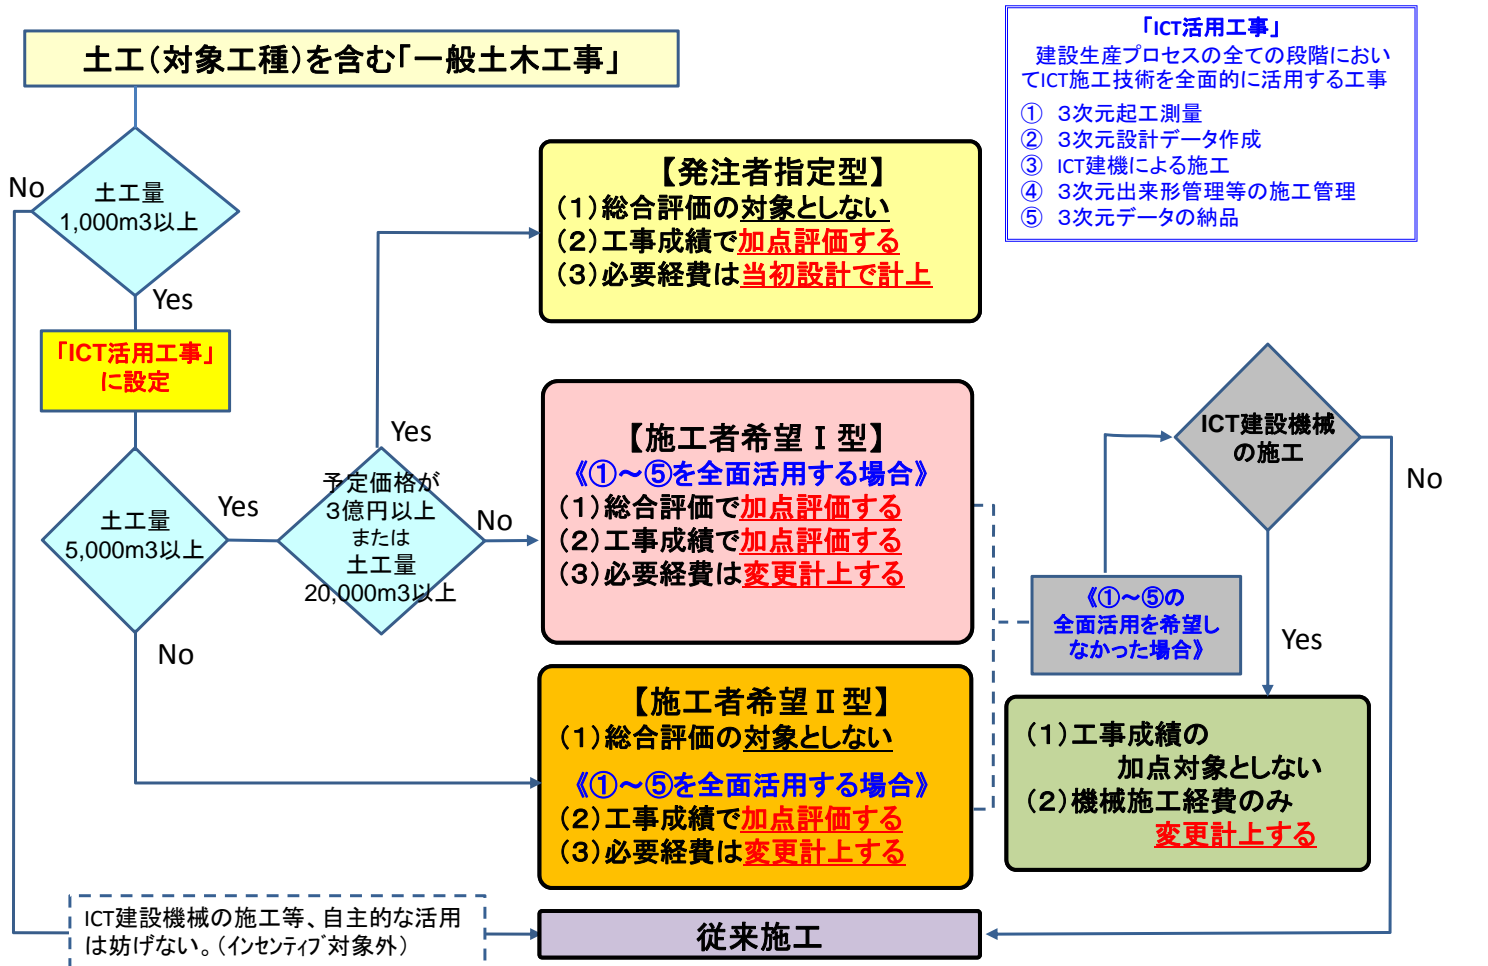 土工（対象工種）を含む「一般土木工事」
「ICT活用工事」
建設生産プロセスの全ての段階におい
てICT施工技術を全面的に活用する工事
① 3次元起工測量
② 3次元設計データ作成
③ ICT建機による施工
④ 3次元出来形管理等の施工管理
⑤ 3次元データの納品
No
土工量
1,000m3以上
Yes
「ICT活用工事」
に設定
土工量
5,000m3以上
Yes
No
予定価格が
3億円以上
または
土工量
20,000m3以上
Yes
No
【発注者指定型】
（1）総合評価の対象としない
（2）工事成績で加点評価する
（3）必要経費は当初設計で計上
【施工者希望Ⅰ型】
《①～⑤を全面活用する場合》
（1）総合評価で加点評価する
（2）工事成績で加点評価する
（3）必要経費は変更計上する
【施工者希望Ⅱ型】
（1）総合評価の対象としない
《①～⑤を全面活用する場合》
（2）工事成績で加点評価する
（3）必要経費は変更計上する
《①～⑤の
全面活用を希望し
なかった場合》
ICT建設機械
の施工
No
Yes
（1）工事成績の
加点対象としない
（2）機械施工経費のみ
変更計上する
ICT建設機械の施工等、自主的な活用
は妨げない。（インセンティブ対象外）
従来施工